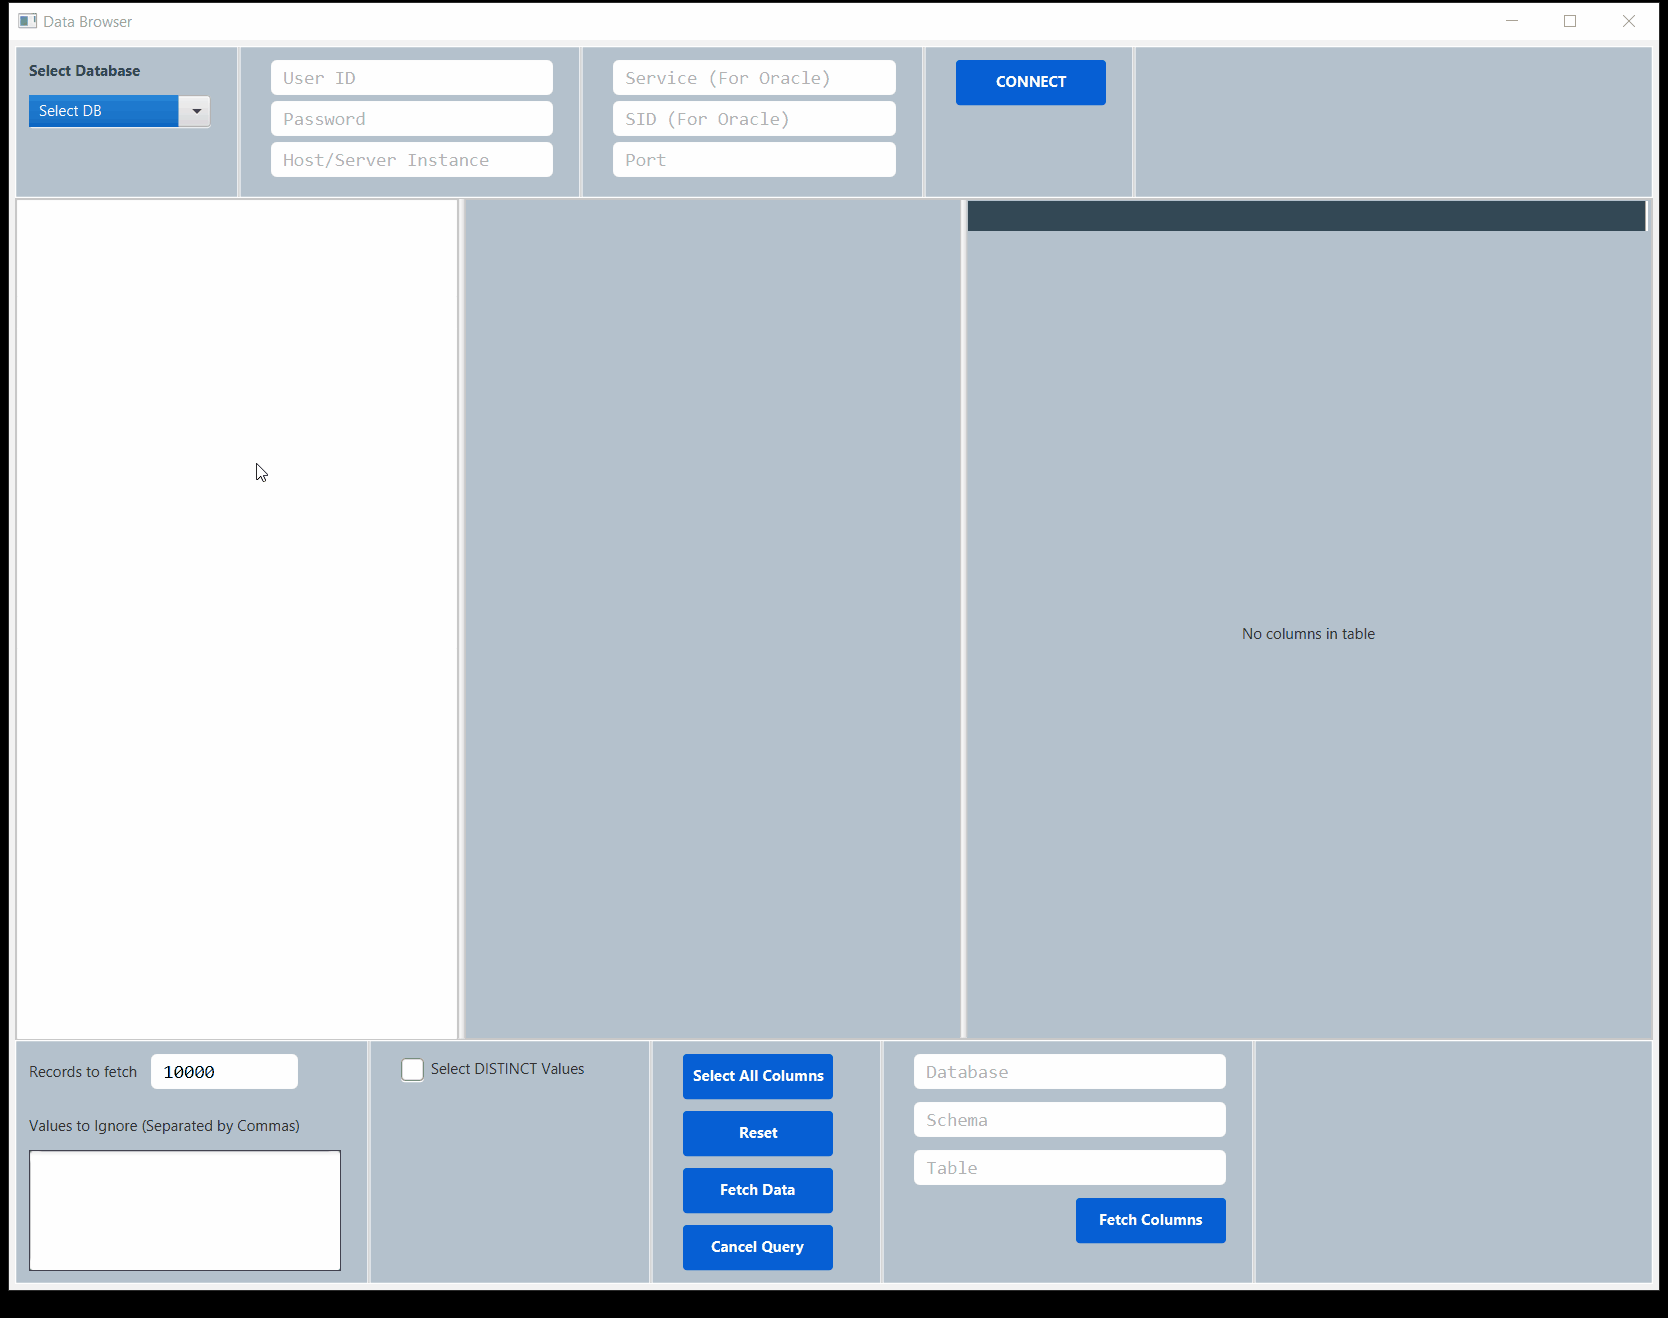 Data Browser
Select Database
Select DB
User ID
Password
Host/Server Instance
Service (For Oracle)
SID (For Oracle)
Port
CONNECT
No columns in table
Records to fetch 10000
Values to Ignore (Separated by Commas)
Select DISTINCT Values
Select All Columns
Reset
Fetch Data
Cancel Query
Database
Schema
Table
Fetch Columns